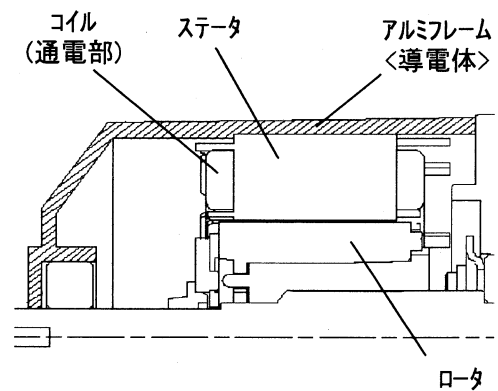 コイル
(通電部)
ステータ
アルミフレーム
<導電体>
ロータ